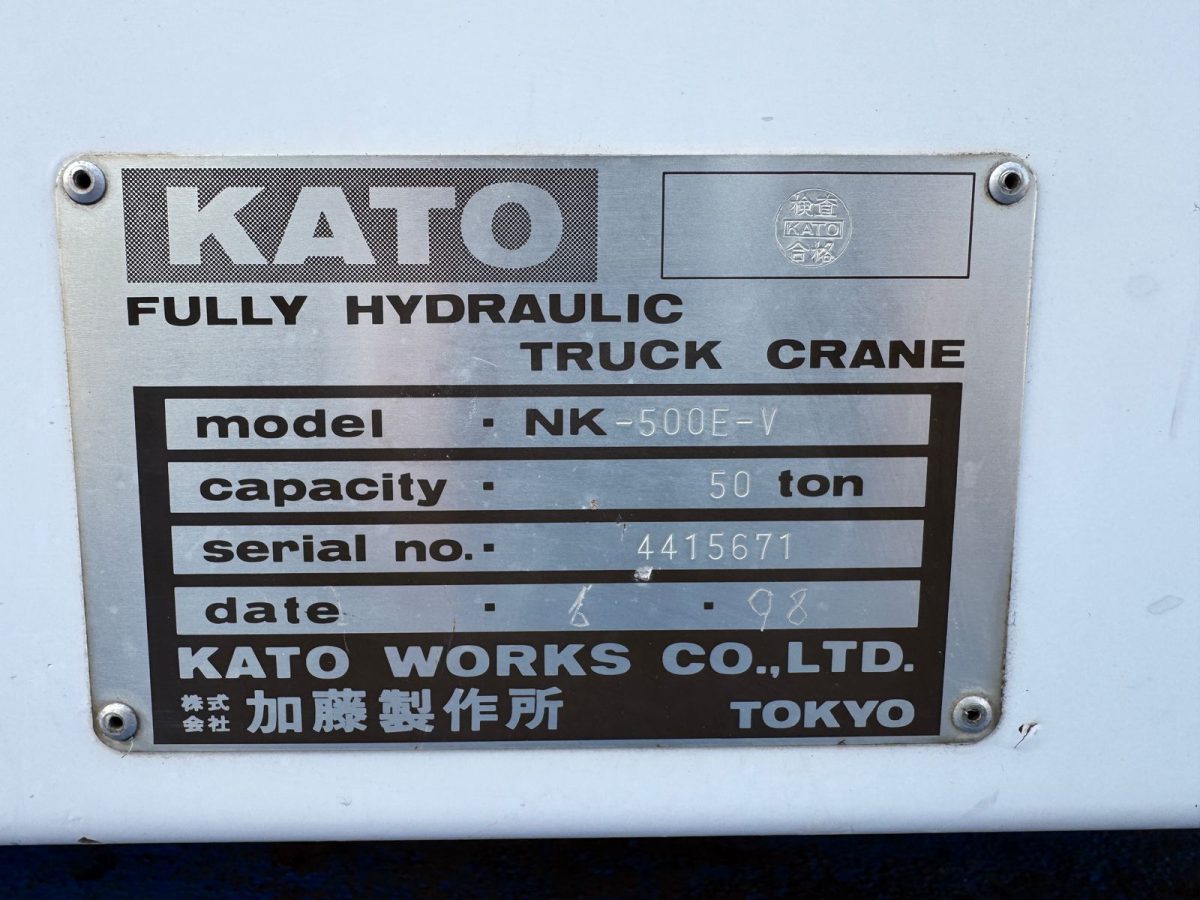 KATO
検査
KATO
合格
FULLY HYDRAULIC
TRUCK CRANE
model · NK-500E-V
capacity · 50 ton
serial no. · 4415671
date · 6 · 98
KATO WORKS CO.,LTD.
株式会社 加藤製作所 TOKYO